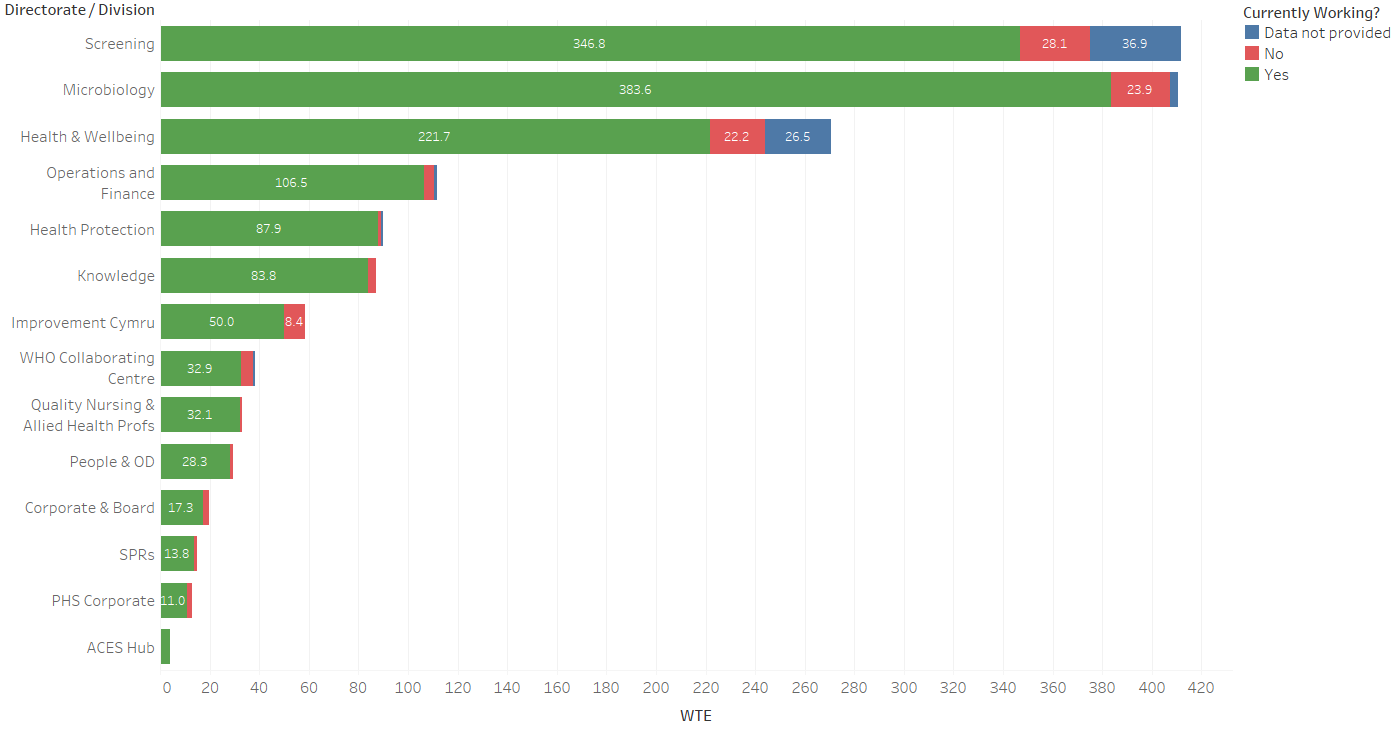 Directorate / Division
Currently Working?
Data not provided
No
Yes
Screening 346.8 28.1 36.9
Microbiology 383.6 23.9
Health & Wellbeing 221.7 22.2 26.5
Operations and
Finance 106.5
Health Protection 87.9
Knowledge 83.8
Improvement Cymru 50.0 8.4
WHO Collaborating
Centre 32.9
Quality Nursing &
Allied Health Profs 32.1
People & OD 28.3
Corporate & Board 17.3
SPRs 13.8
PHS Corporate 11.0
ACES Hub
0 20 40 60 80 100 120 140 160 180 200 220 240 260 280 300 320 340 360 380 400 420
WTE